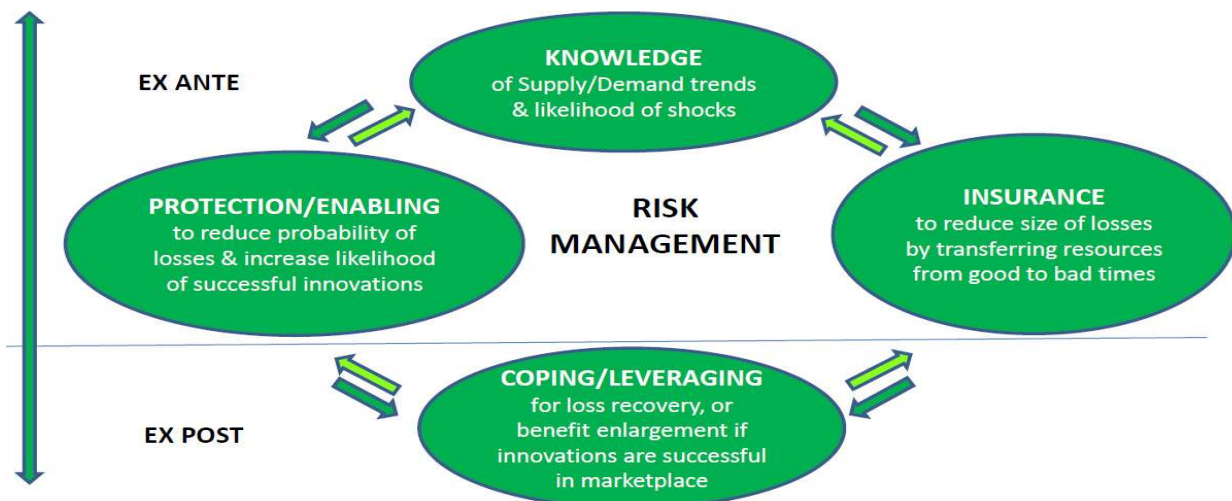 EX ANTE
KNOWLEDGE
of Supply/Demand trends
& likelihood of shocks
PROTECTION/ENABLING
to reduce probability of
losses & increase likelihood
of successful innovations
RISK
MANAGEMENT
INSURANCE
to reduce size of losses
by transferring resources
from good to bad times
EX POST
COPING/LEVERAGING
for loss recovery, or
benefit enlargement if
innovations are successful
in marketplace